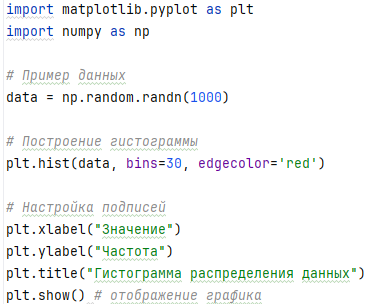 import matplotlib.pyplot as plt
import numpy as np
# Пример данных
data = np.random.randn(1000)
# Построение гистограммы
plt.hist(data, bins=30, edgecolor='red')
# Настройка подписей
plt.xlabel("Значение")
plt.ylabel("Частота")
plt.title("Гистограмма распределения данных")
plt.show() # отображение графика